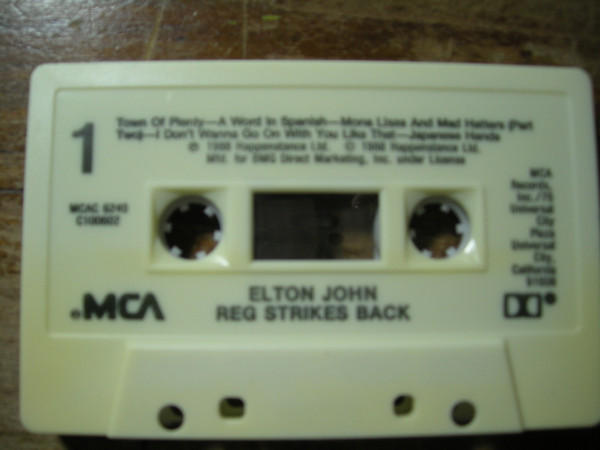 1
Town Of Plenty—A Word In Spanish—Mona Lisas And Mad Hatters (Part
Two)—I Don't Wanna Go On With You Like That—Japanese Hands
℗ 1988 Happenstance Ltd. © 1988 Happenstance Ltd.
Mfd. for BMG Direct Marketing, Inc. under License
MCAC 6240
C100602
MCA
Records,
Inc./70
Universal
City
Plaza
Universal
City,
California
MCA
ELTON JOHN
REG STRIKES BACK